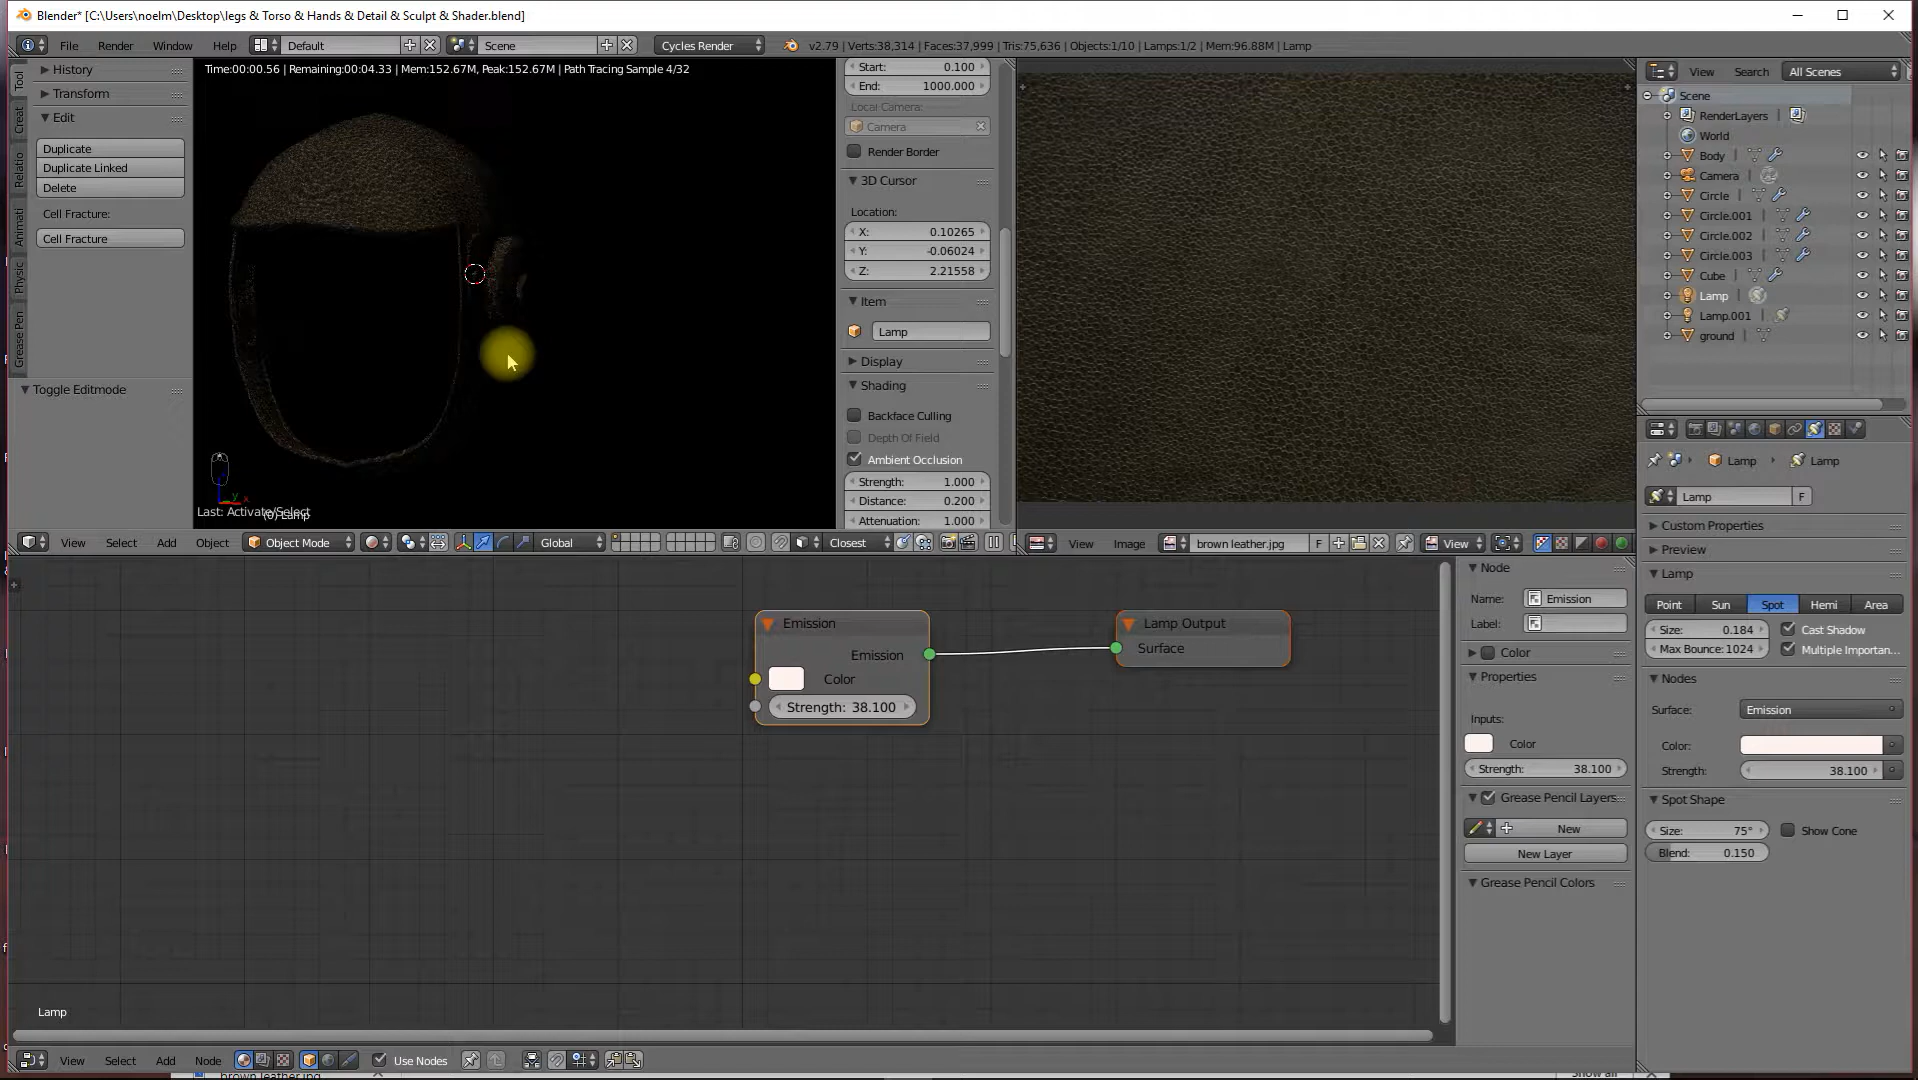 Blender* [C:\Users\noelm\Desktop\legs & Torso & Hands & Detail & Sculpt & Shader.blend]
File Render Window Help Default Scene Cycles Render v2.79 | Verts:38,314 | Faces:37,999 | Tris:75,636 | Objects:1/10 | Lamps:1/2 | Mem:96.88M | Lamp
Tool
Creat
Relatio
Animati
Physic
Grease Pen
History
Transform
Edit
Duplicate
Duplicate Linked
Delete
Cell Fracture:
Cell Fracture
Toggle Editmode
Time:00:00.56 | Remaining:00:04.33 | Mem:152.67M, Peak:152.67M | Path Tracing Sample 4/32
Last: Activate/Select
(0) Lamp
Start: 0.100
End: 1000.000
Local Camera:
Camera
Render Border
3D Cursor
Location:
X: 0.10265
Y: -0.06024
Z: 2.21558
Item
Lamp
Display
Shading
Backface Culling
Depth Of Field
Ambient Occlusion
Strength: 1.000
Distance: 0.200
Attenuation: 1.000
View Select Add Object Object Mode Global Closest
View Image brown leather.jpg F View
Emission
Emission
Color
Strength: 38.100
Lamp Output
Surface
Lamp
View Select Add Node Use Nodes
brown leather.jpg
Node
Name: Emission
Label:
Color
Properties
Inputs:
Color
Strength: 38.100
Grease Pencil Layers
New
New Layer
Grease Pencil Colors
View Search All Scenes
Scene
RenderLayers
World
Body
Camera
Circle
Circle.001
Circle.002
Circle.003
Cube
Lamp
Lamp.001
ground
Lamp Lamp
Lamp F
Custom Properties
Preview
Lamp
Point Sun Spot Hemi Area
Size: 0.184 Cast Shadow
Max Bounce: 1024 Multiple Importan...
Nodes
Surface: Emission
Color:
Strength: 38.100
Spot Shape
Size: 75° Show Cone
Blend: 0.150